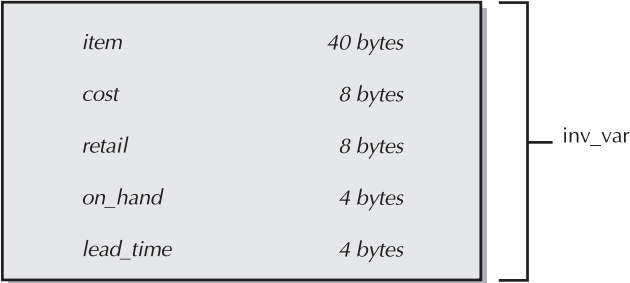 item 40 bytes
cost 8 bytes
retail 8 bytes
on_hand 4 bytes
lead_time 4 bytes
inv_var